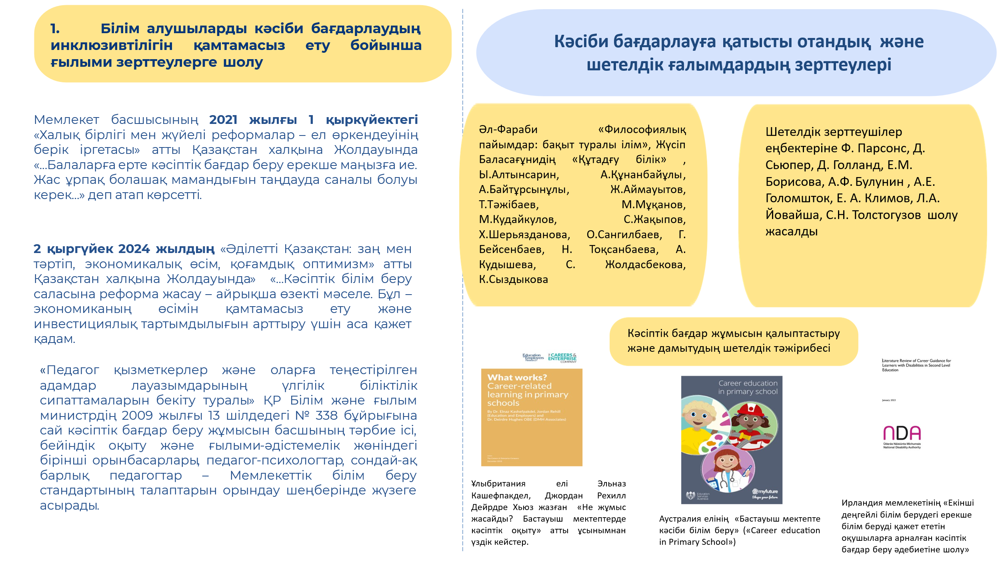 1. Білім алушыларды кәсіби бағдарлаудың
инклюзивтілігін қамтамасыз ету бойынша
ғылыми зерттеулерге шолу
Мемлекет басшысының 2021 жылғы 1 қыркүйектегі
«Халық бірлігі мен жүйелі реформалар – ел өркендеуінің
берік іргетасы» атты Қазақстан халқына Жолдауында
«...Балаларға ерте кәсіптік бағдар беру ерекше маңызға ие.
Жас ұрпақ болашақ мамандығын таңдауда саналы болуы
керек...» деп атап көрсетті.
2 қыргүйек 2024 жылдың «Әділетті Қазақстан: заң мен
тәртіп, экономикалық өсім, қоғамдық оптимизм» атты
Қазақстан халқына Жолдауында» «...Кәсіптік білім беру
саласына реформа жасау – айрықша өзекті мәселе. Бұл –
экономиканың өсімін қамтамасыз ету және
инвестициялық тартымдылығын арттыру үшін аса қажет
қадам.
«Педагог қызметкерлер және оларға теңестірілген
адамдар лауазымдарының үлгілік біліктілік
сипаттамаларын бекіту туралы» ҚР Білім және ғылым
министрдің 2009 жылғы 13 шілдедегі № 338 бұйрығына
сай кәсіптік бағдар беру жұмысын басшының тәрбие ісі,
бейіндік оқыту және ғылыми-әдістемелік жөніндегі
бірінші орынбасарлары, педагог-психологтар, сондай-ақ
барлық педагогтар – Мемлекеттік білім беру
стандартының талаптарын орындау шеңберінде жүзеге
асырады.
Кәсіби бағдарлауға қатысты отандық және
шетелдік ғалымдардың зерттеулері
Әл-Фараби «Философиялық
пайымдар: бақыт туралы ілім», Жүсіп
Баласағұнидің «Құтадғу білік» ,
Ы.Алтынсарин, А.Құнанбайұлы,
А.Байтұрсынұлы, Ж.Аймауытов,
Т.Тәжібаев, М.Мұқанов,
М.Кудайкулов, С.Жақыпов,
Х.Шерьязданова, О.Сангилбаев, Г.
Бейсенбаев, Н. Тоқсанбаева, А.
Кудышева, С. Жолдасбекова,
К.Сыздыкова
Шетелдік зерттеушілер
еңбектеріне Ф. Парсонс, Д.
Сьюпер, Д. Голланд, Е.М.
Борисова, А.Ф. Булунин , А.Е.
Голомшток, Е. А. Климов, Л.А.
Йовайша, С.Н. Толстогузов шолу
жасалды
Кәсіптік бағдар жұмысын қалыптастыру
және дамытудың шетелдік тәжірибесі
Education
and Employers
Research
THE CAREERS &
ENTERPRISE
COMPANY
What works?
Career-related
learning in primary
schools
By Dr. Elnaz Kashefpakdel, Jordan Rehill
(Education and Employers) and
Dr. Deirdre Hughes OBE (DMH Associates)
The Careers & Enterprise Company
December 2018
Ұлыбритания елі Эльназ
Кашефпакдел, Джордан Рехилл
Дейрдре Хьюз жазған «Не жұмыс
жасайды? Бастауыш мектептерде
кәсіптік оқыту» атты ұсынымнан
үздік кейстер.
Career education
in primary school
Education
Services
Australia
myfuture
Shape your future
Аустралия елінің «Бастауыш мектепте
кәсіби білім беру» («Career education
in Primary School»)
Literature Review of Career Guidance for
Learners with Disabilities in Second Level
Education
January 2023
NDA
Údarás Náisiúnta Míchumais
National Disability Authority
Ирландия мемлекетінің «Екінші
деңгейлі білім берудегі ерекше
білім беруді қажет ететін
оқушыларға арналған кәсіптік
бағдар беру әдебиетіне шолу»